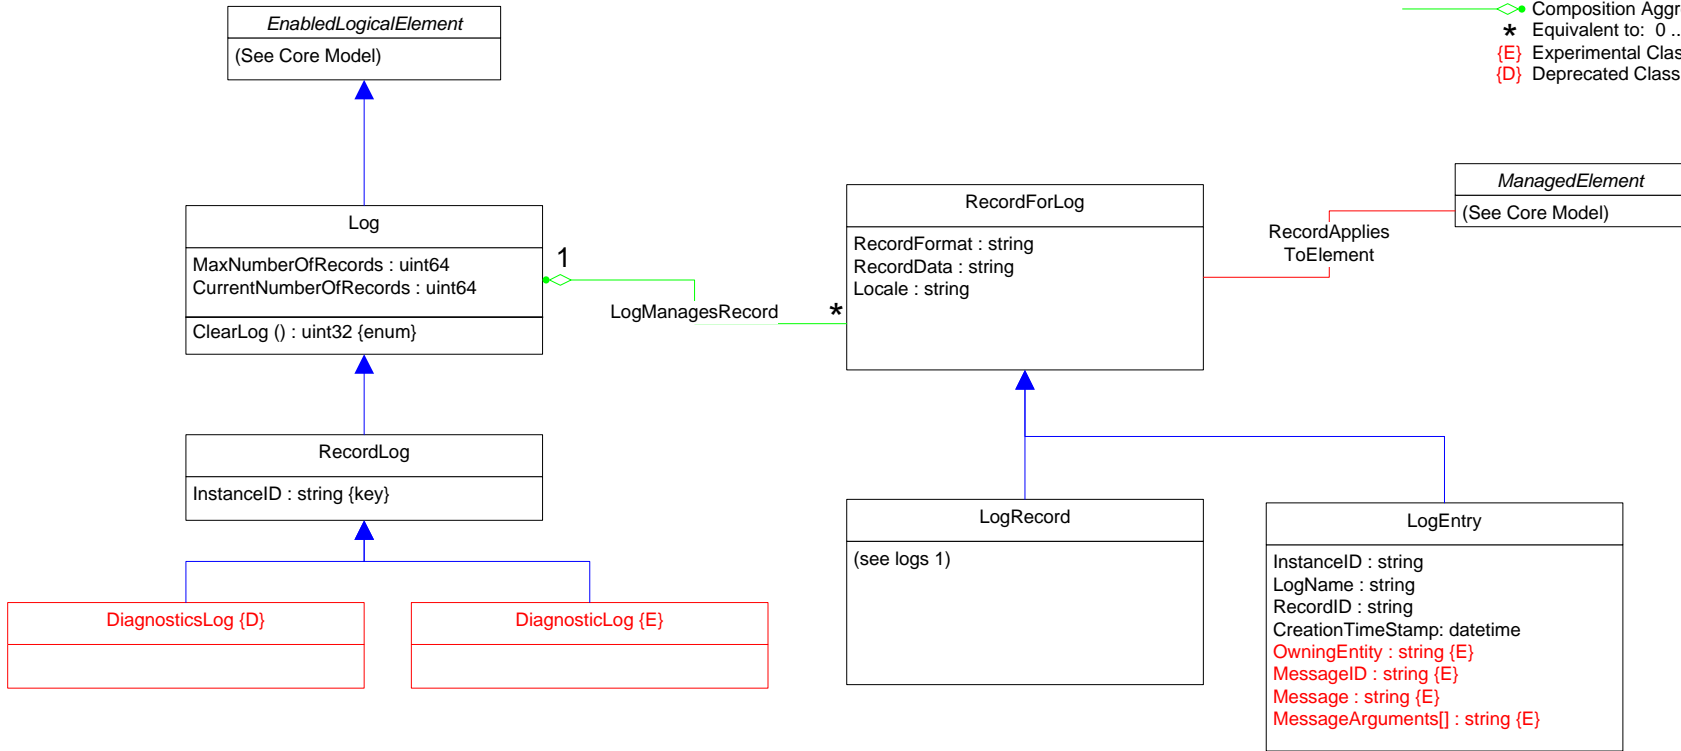 EnabledLogicalElement
(See Core Model)
Composition Aggre
* Equivalent to: 0 ..
{E} Experimental Clas
{D} Deprecated Class
Log
MaxNumberOfRecords : uint64
CurrentNumberOfRecords : uint64
ClearLog () : uint32 {enum}
1
LogManagesRecord
*
RecordForLog
RecordFormat : string
RecordData : string
Locale : string
RecordApplies
ToElement
ManagedElement
(See Core Model)
RecordLog
InstanceID : string {key}
DiagnosticsLog {D}
DiagnosticLog {E}
LogRecord
(see logs 1)
LogEntry
InstanceID : string
LogName : string
RecordID : string
CreationTimeStamp: datetime
OwningEntity : string {E}
MessageID : string {E}
Message : string {E}
MessageArguments[] : string {E}